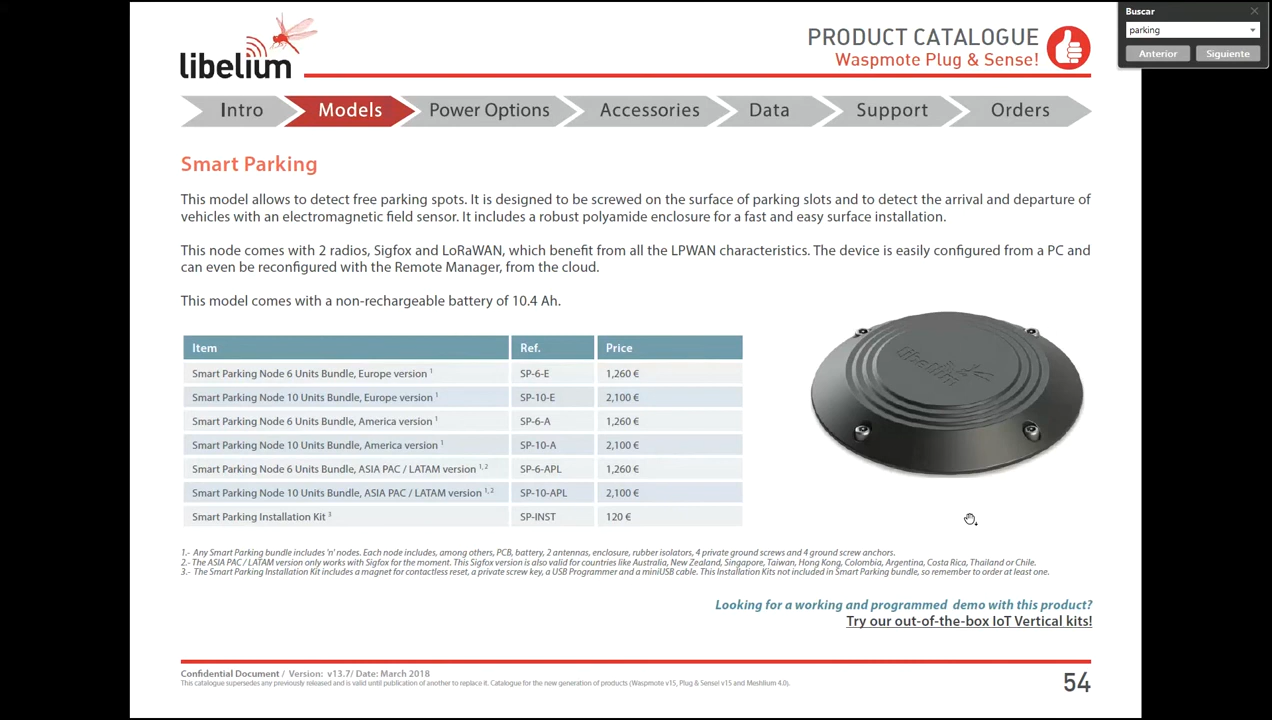 libelium
PRODUCT CATALOGUE
Waspmote Plug & Sense!
Buscar
parking
Anterior
Siguiente
Intro
Models
Power Options
Accessories
Data
Support
Orders
Smart Parking
This model allows to detect free parking spots. It is designed to be screwed on the surface of parking slots and to detect the arrival and departure of
vehicles with an electromagnetic field sensor. It includes a robust polyamide enclosure for a fast and easy surface installation.
This node comes with 2 radios, Sigfox and LoRaWAN, which benefit from all the LPWAN characteristics. The device is easily configured from a PC and
can even be reconfigured with the Remote Manager, from the cloud.
This model comes with a non-rechargeable battery of 10.4 Ah.
Item Ref. Price
Smart Parking Node 6 Units Bundle, Europe version 1 SP-6-E 1,260 €
Smart Parking Node 10 Units Bundle, Europe version 1 SP-10-E 2,100 €
Smart Parking Node 6 Units Bundle, America version 1 SP-6-A 1,260 €
Smart Parking Node 10 Units Bundle, America version 1 SP-10-A 2,100 €
Smart Parking Node 6 Units Bundle, ASIA PAC / LATAM version 1, 2 SP-6-APL 1,260 €
Smart Parking Node 10 Units Bundle, ASIA PAC / LATAM version 1, 2 SP-10-APL 2,100 €
Smart Parking Installation Kit 3 SP-INST 120 €
libelium
1.- Any Smart Parking bundle includes 'n' nodes. Each node includes, among others, PCB, battery, 2 antennas, enclosure, rubber isolators, 4 private ground screws and 4 ground screw anchors.
2.- The ASIA PAC / LATAM version only works with Sigfox for the moment. This Sigfox version is also valid for countries like Australia, New Zealand, Singapore, Taiwan, Hong Kong, Colombia, Argentina, Costa Rica, Thailand or Chile.
3.- The Smart Parking Installation Kit includes a magnet for contactless reset, a private screw key, a USB Programmer and a miniUSB cable. This Installation Kits not included in Smart Parking bundle, so remember to order at least one.
Looking for a working and programmed demo with this product?
Try our out-of-the-box IoT Vertical kits!
Confidential Document / Version: v13.7/ Date: March 2018
This catalogue supersedes any previously released and is valid until publication of another to replace it. Catalogue for the new generation of products (Waspmote v15, Plug & Sense! v15 and Meshlium 4.0).
54